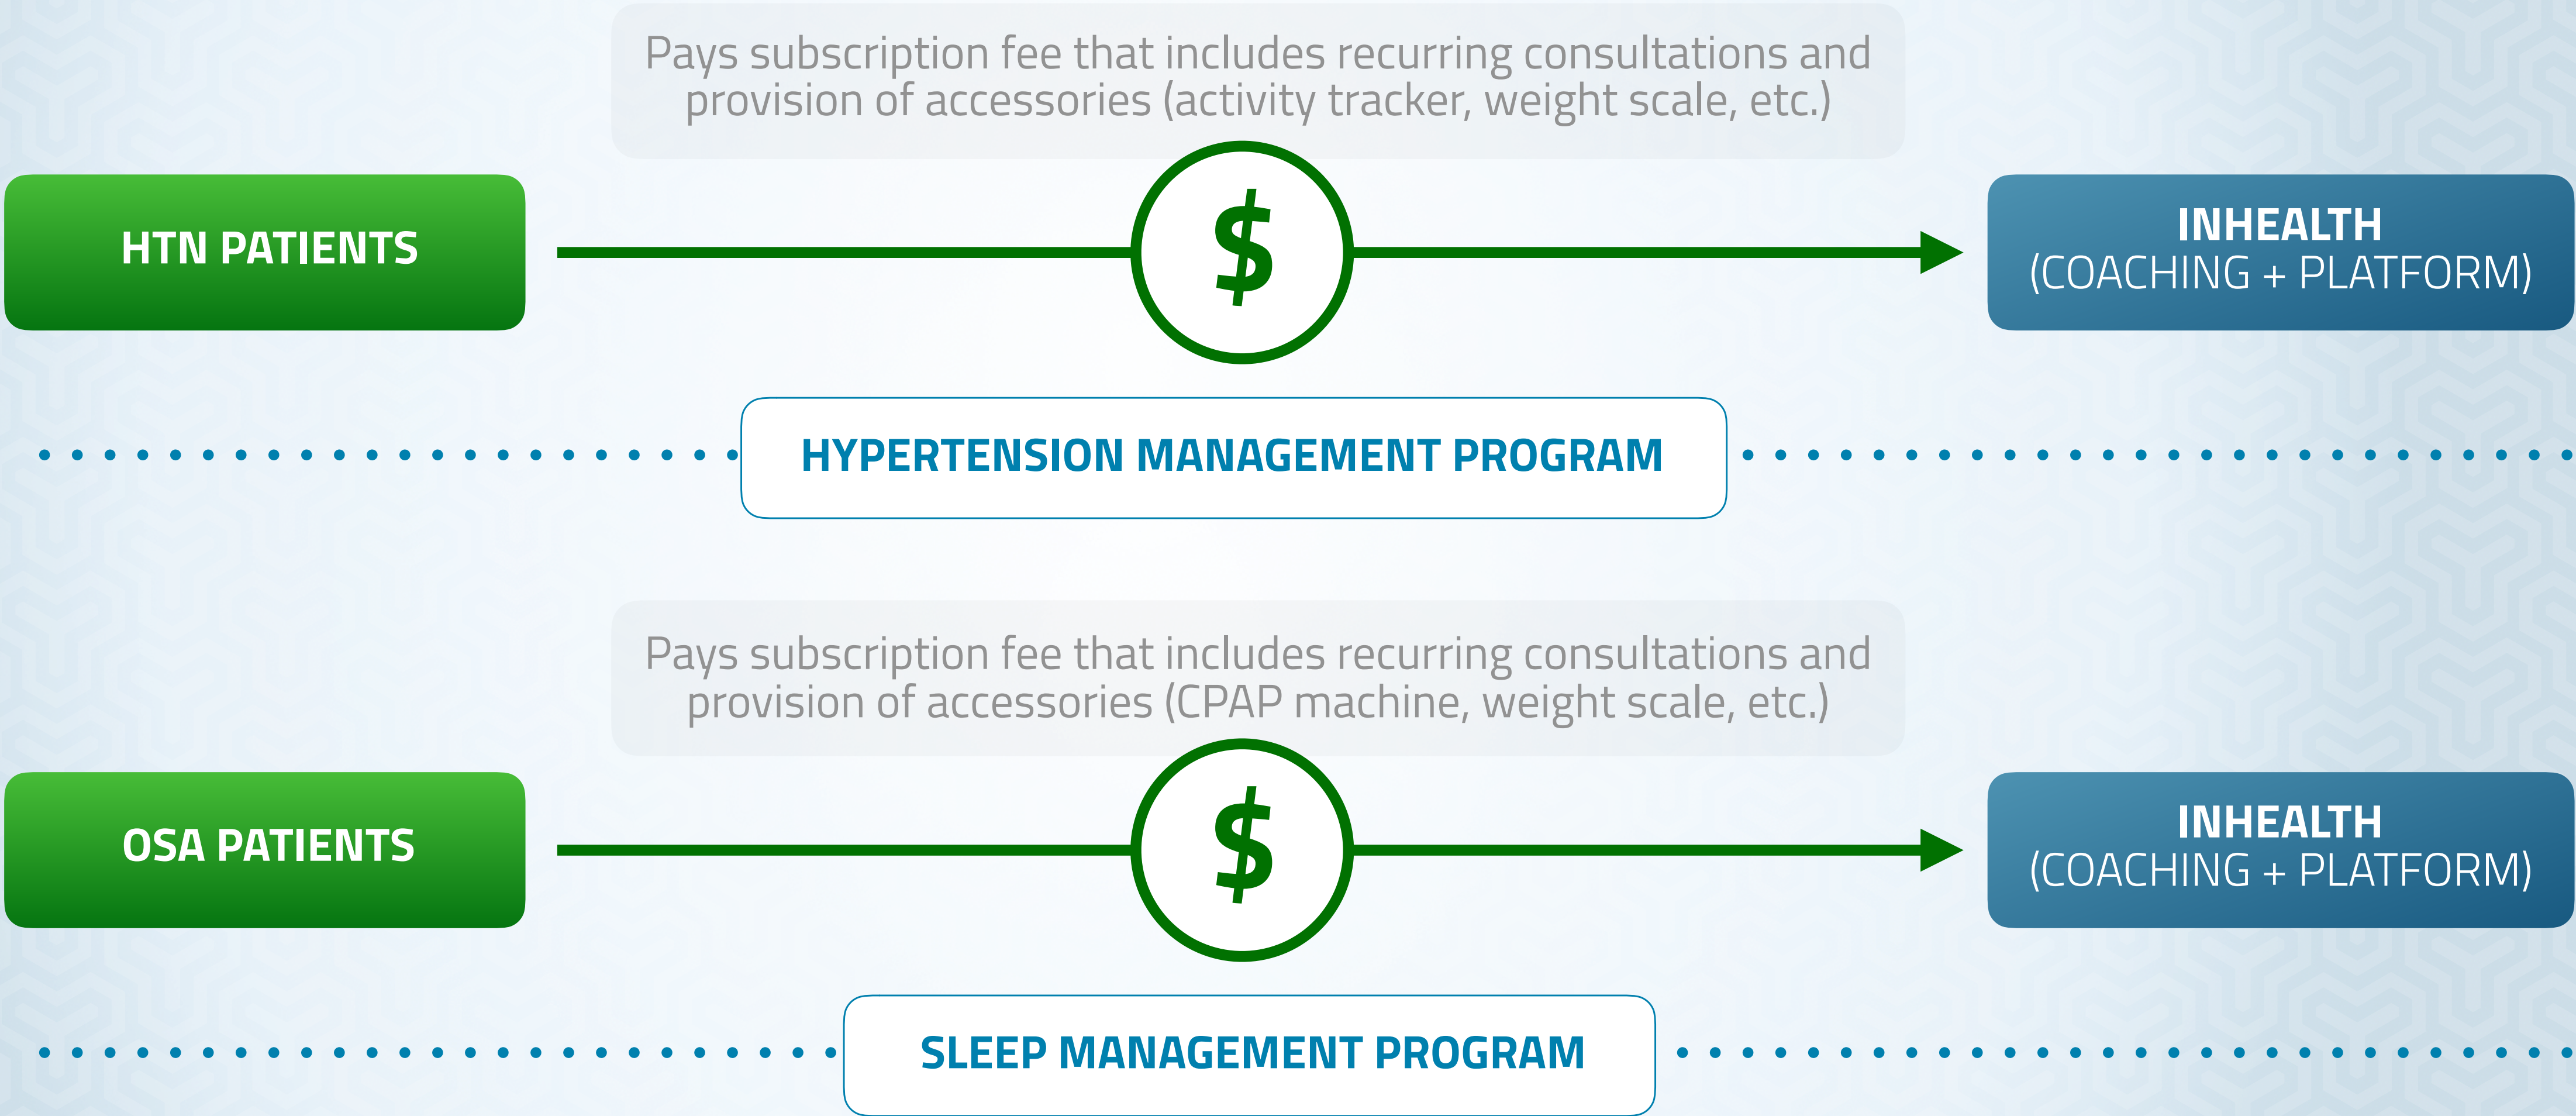 Pays subscription fee that includes recurring consultations and
provision of accessories (activity tracker, weight scale, etc.)
HTN PATIENTS
$
INHEALTH
(COACHING + PLATFORM)
HYPERTENSION MANAGEMENT PROGRAM
Pays subscription fee that includes recurring consultations and
provision of accessories (CPAP machine, weight scale, etc.)
OSA PATIENTS
$
INHEALTH
(COACHING + PLATFORM)
SLEEP MANAGEMENT PROGRAM